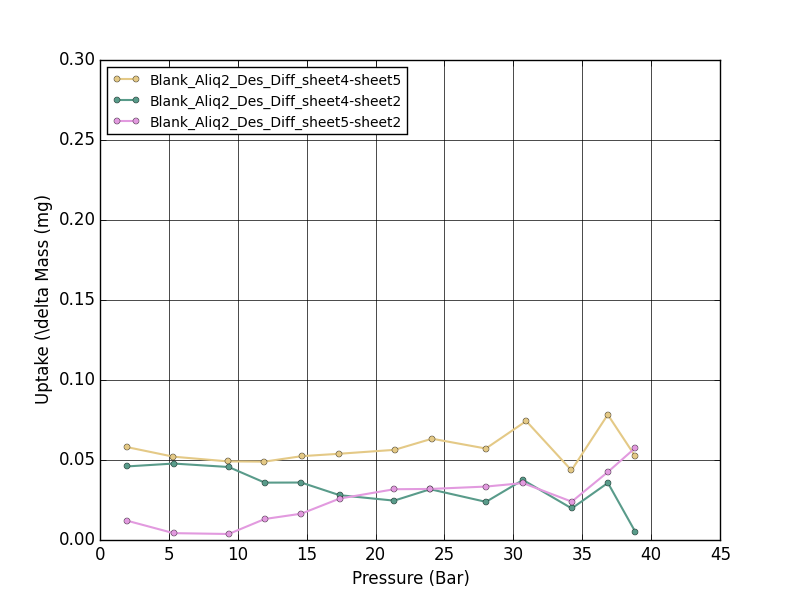 0.30
0.25
0.20
0.15
0.10
0.05
0.00
Uptake (\delta Mass (mg)
Blank_Aliq2_Des_Diff_sheet4-sheet5
Blank_Aliq2_Des_Diff_sheet4-sheet2
Blank_Aliq2_Des_Diff_sheet5-sheet2
0 5 10 15 20 25 30 35 40 45
Pressure (Bar)